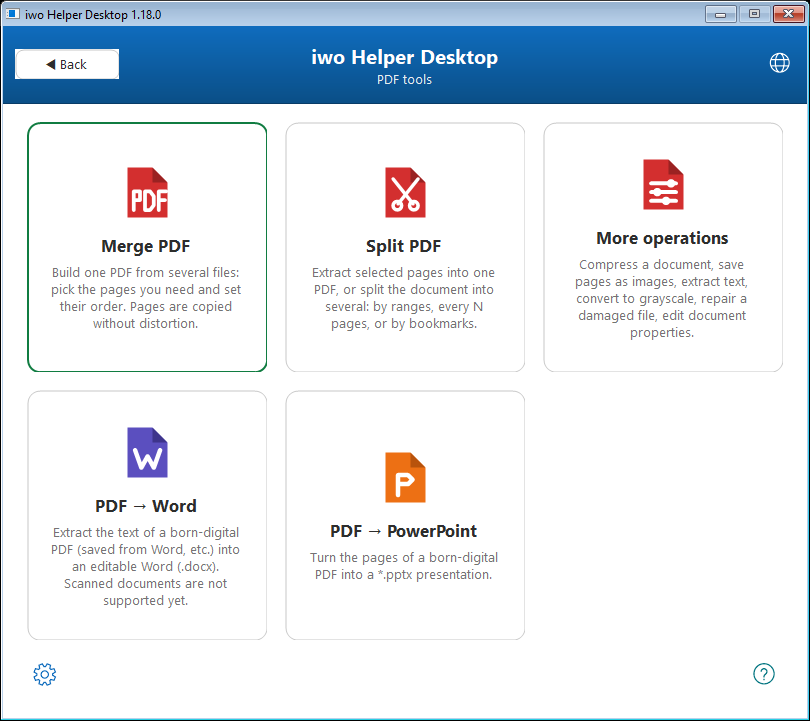 iwo Helper Desktop 1.18.0
◀ Back
iwo Helper Desktop
PDF tools
PDF
Merge PDF
Build one PDF from several files:
pick the pages you need and set
their order. Pages are copied
without distortion.
Split PDF
Extract selected pages into one
PDF, or split the document into
several: by ranges, every N
pages, or by bookmarks.
More operations
Compress a document, save
pages as images, extract text,
convert to grayscale, repair a
damaged file, edit document
properties.
W
PDF → Word
Extract the text of a born-digital
PDF (saved from Word, etc.) into
an editable Word (.docx).
Scanned documents are not
supported yet.
P
PDF → PowerPoint
Turn the pages of a born-digital
PDF into a *.pptx presentation.
?